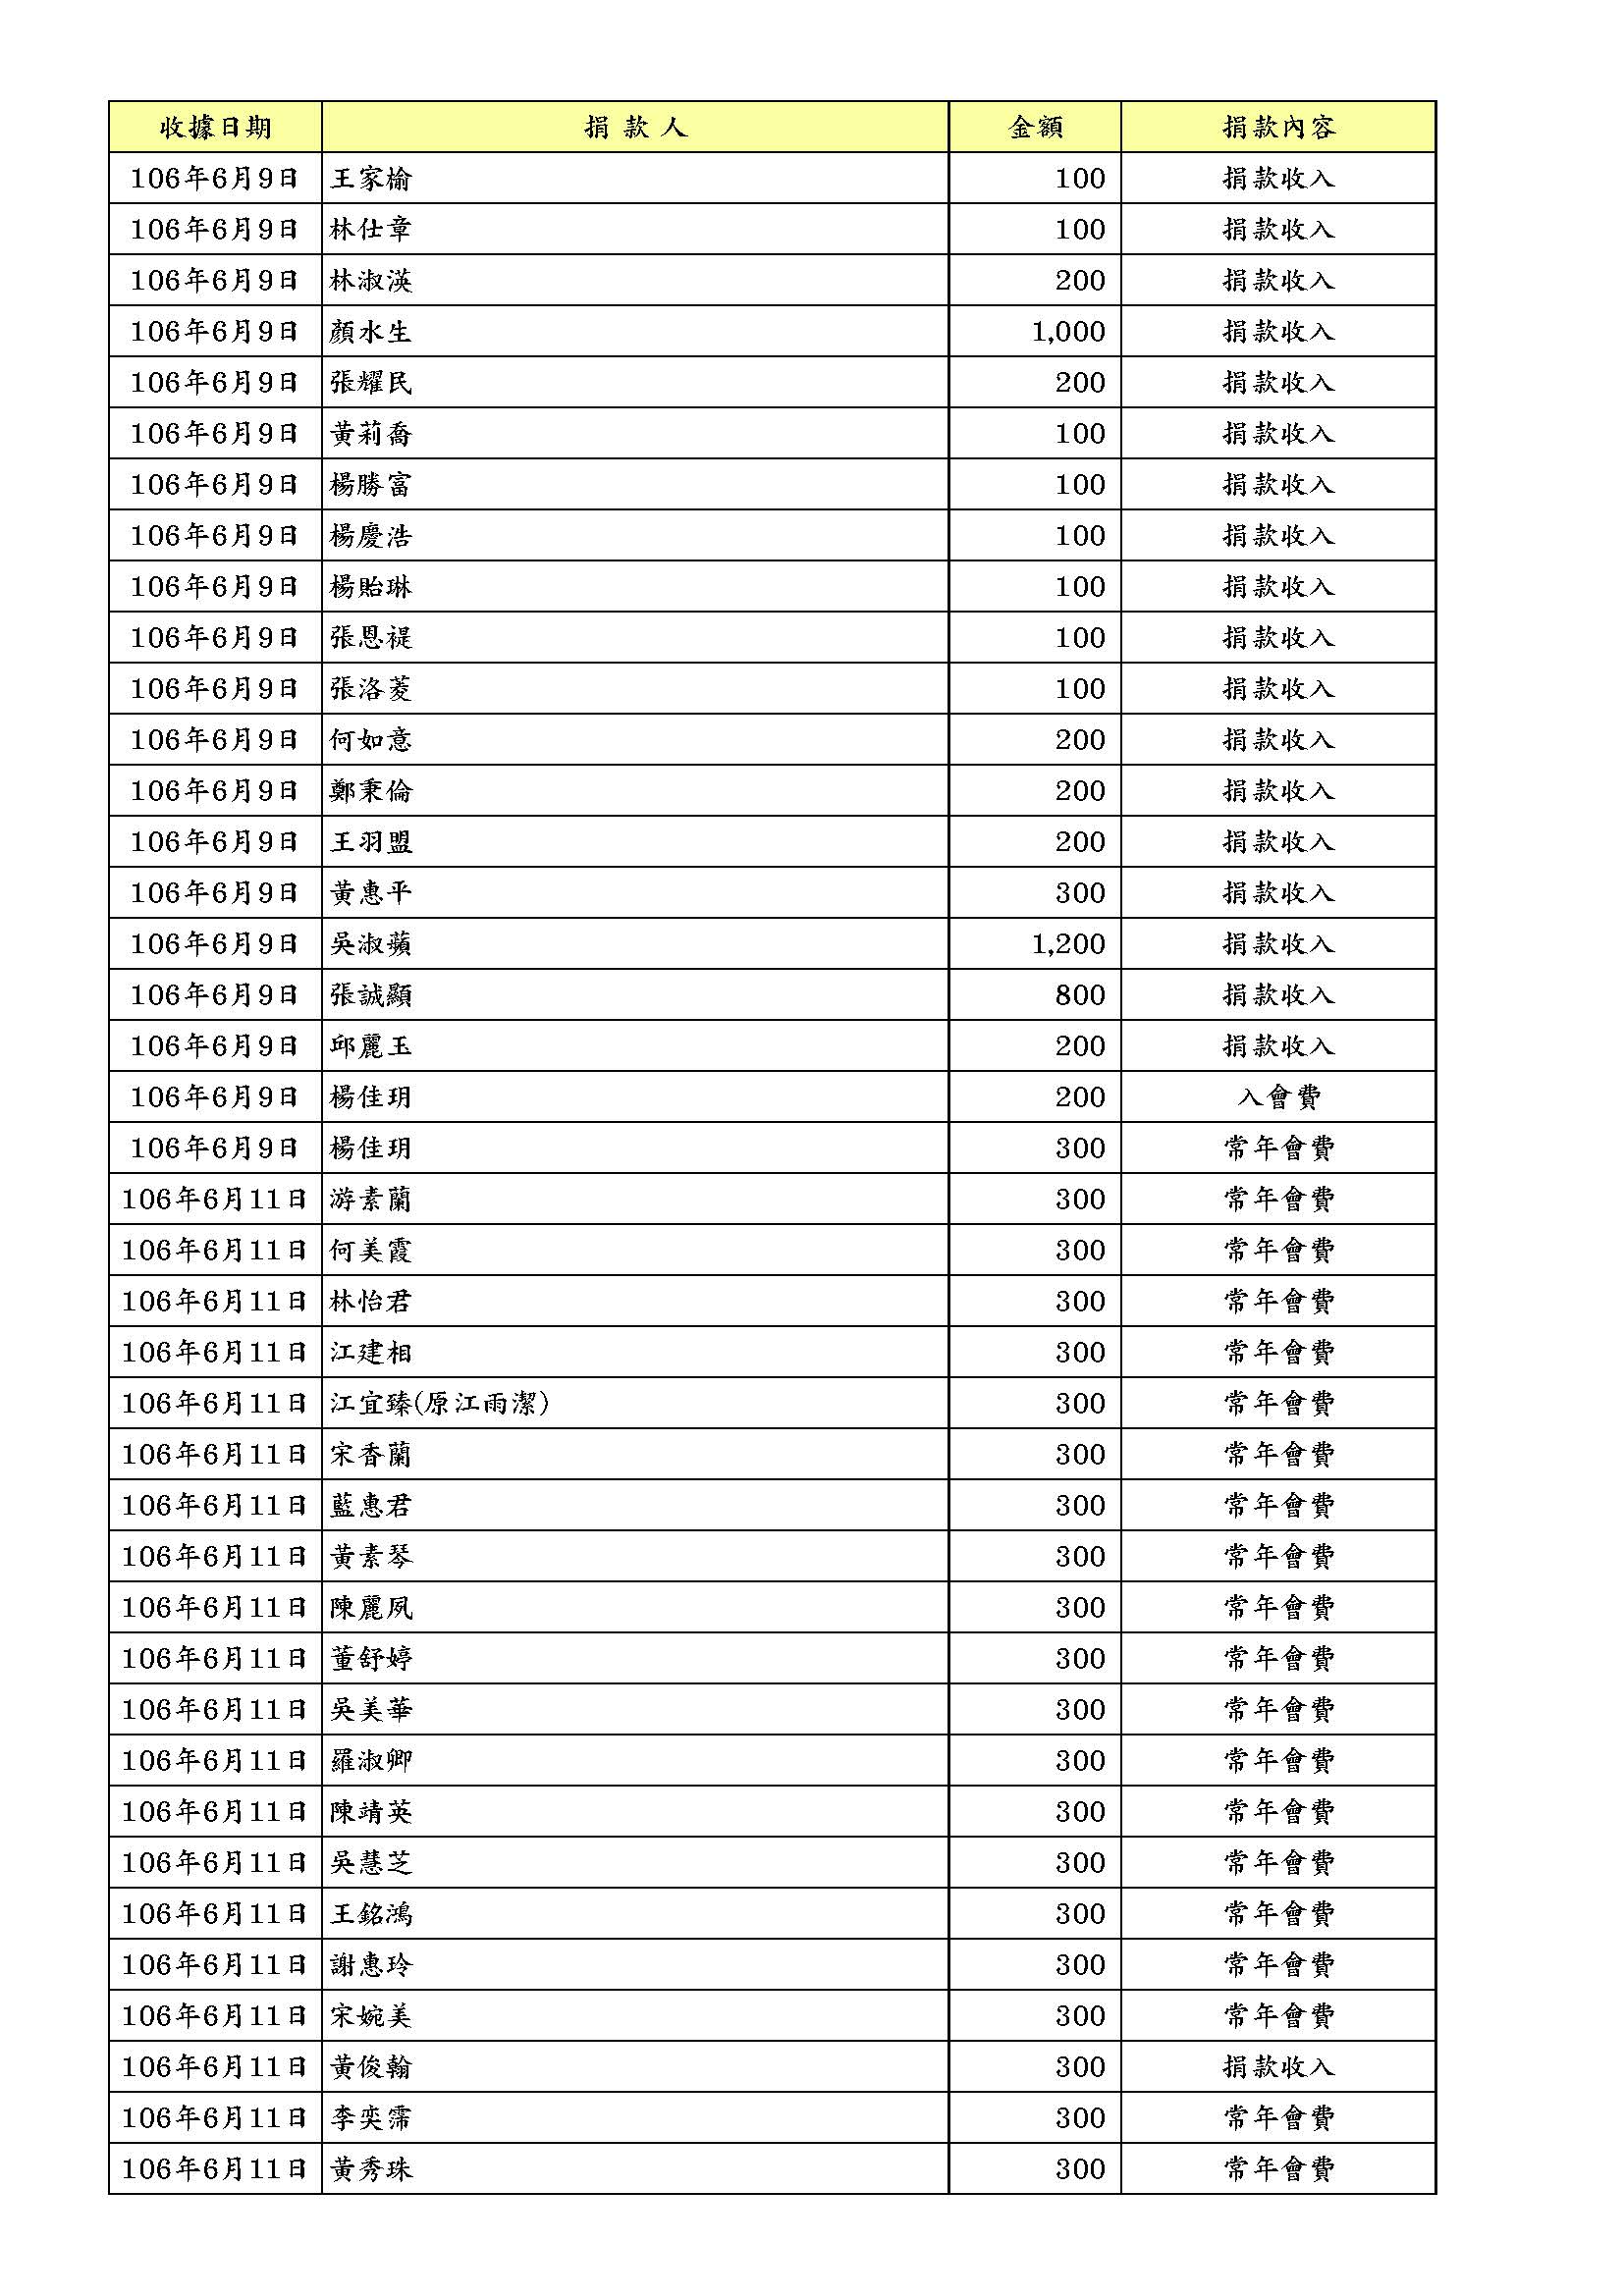 收據日期 捐 款 人 金額 捐款內容
106年6月9日 王家榆 100 捐款收入
106年6月9日 林仕章 100 捐款收入
106年6月9日 林淑渶 200 捐款收入
106年6月9日 顏水生 1,000 捐款收入
106年6月9日 張耀民 200 捐款收入
106年6月9日 黃莉喬 100 捐款收入
106年6月9日 楊勝富 100 捐款收入
106年6月9日 楊慶浩 100 捐款收入
106年6月9日 楊貽琳 100 捐款收入
106年6月9日 張恩禔 100 捐款收入
106年6月9日 張洛菱 100 捐款收入
106年6月9日 何如意 200 捐款收入
106年6月9日 鄭秉倫 200 捐款收入
106年6月9日 王羽盟 200 捐款收入
106年6月9日 黃惠平 300 捐款收入
106年6月9日 吳淑蘋 1,200 捐款收入
106年6月9日 張誠顯 800 捐款收入
106年6月9日 邱麗玉 200 捐款收入
106年6月9日 楊佳玥 200 入會費
106年6月9日 楊佳玥 300 常年會費
106年6月11日 游素蘭 300 常年會費
106年6月11日 何美霞 300 常年會費
106年6月11日 林怡君 300 常年會費
106年6月11日 江建相 300 常年會費
106年6月11日 江宜臻(原江雨潔) 300 常年會費
106年6月11日 宋香蘭 300 常年會費
106年6月11日 藍惠君 300 常年會費
106年6月11日 黃素琴 300 常年會費
106年6月11日 陳麗夙 300 常年會費
106年6月11日 董舒婷 300 常年會費
106年6月11日 吳美華 300 常年會費
106年6月11日 羅淑卿 300 常年會費
106年6月11日 陳靖英 300 常年會費
106年6月11日 吳慧芝 300 常年會費
106年6月11日 王銘鴻 300 常年會費
106年6月11日 謝惠玲 300 常年會費
106年6月11日 宋婉美 300 常年會費
106年6月11日 黃俊翰 300 捐款收入
106年6月11日 李奕霈 300 常年會費
106年6月11日 黃秀珠 300 常年會費